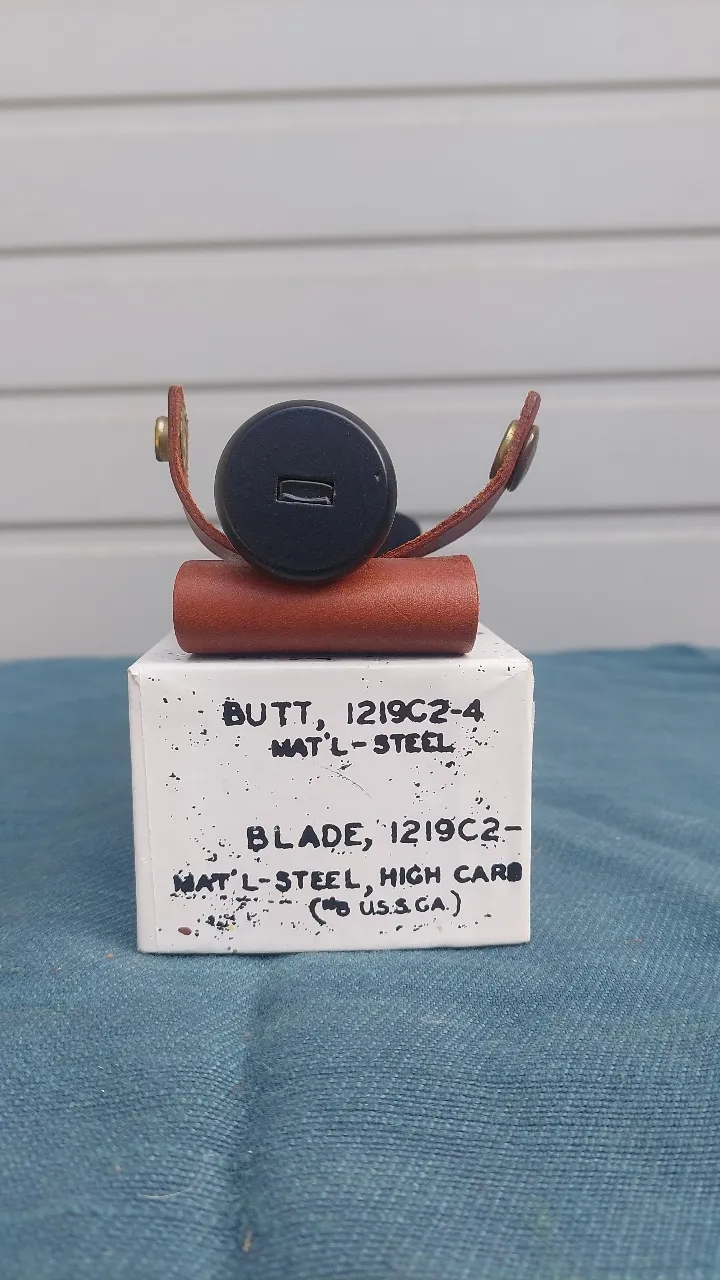 BUTT, 1219C2-4
MAT'L-STEEL
BLADE, 1219C2-
MAT'L-STEEL, HIGH CARB
U.S.S.GA.)